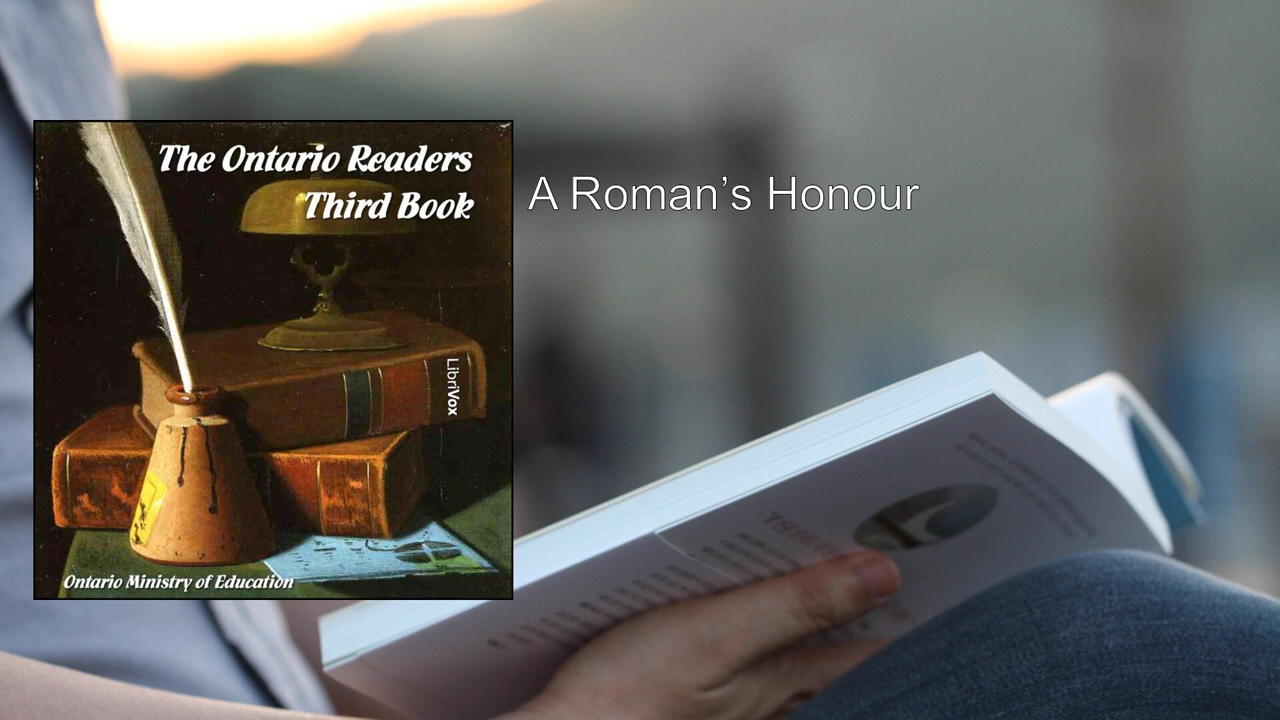 The Ontario Readers
Third Book
LibriVox
Ontario Ministry of Education
A Roman’s Honour